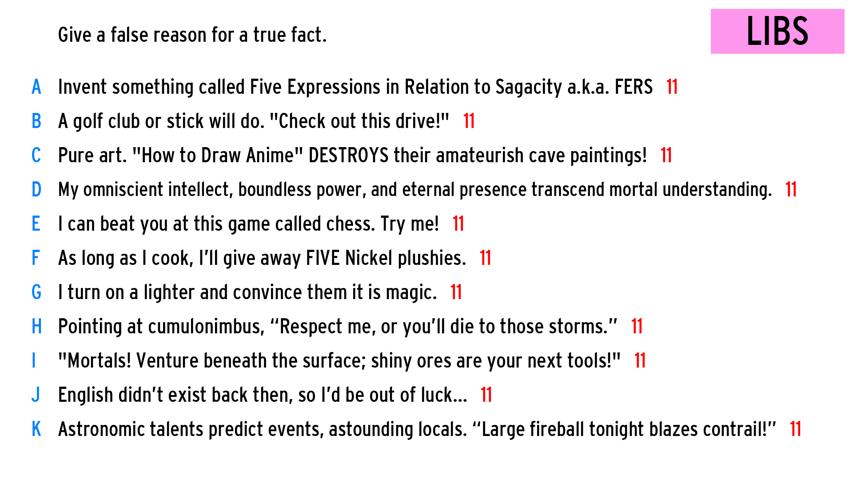 Give a false reason for a true fact.
LIBS
A Invent something called Five Expressions in Relation to Sagacity a.k.a. FERS 11
B A golf club or stick will do. "Check out this drive!" 11
C Pure art. "How to Draw Anime" DESTROYS their amateurish cave paintings! 11
D My omniscient intellect, boundless power, and eternal presence transcend mortal understanding. 11
E I can beat you at this game called chess. Try me! 11
F As long as I cook, I’ll give away FIVE Nickel plushies. 11
G I turn on a lighter and convince them it is magic. 11
H Pointing at cumulonimbus, “Respect me, or you’ll die to those storms.” 11
I "Mortals! Venture beneath the surface; shiny ores are your next tools!" 11
J English didn’t exist back then, so I’d be out of luck... 11
K Astronomic talents predict events, astounding locals. “Large fireball tonight blazes contrail!” 11